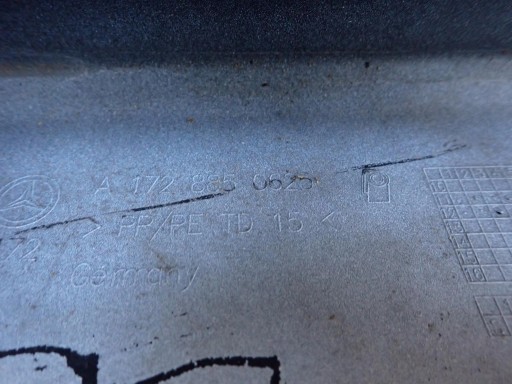 A 172 885 0625
> PP/PE TD 15 <
Germany